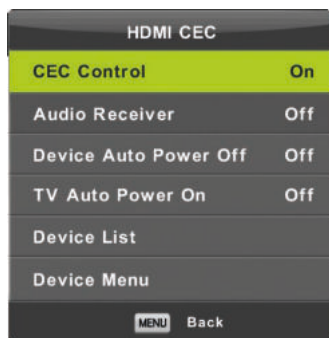 HDMI CEC
CEC Control On
Audio Receiver Off
Device Auto Power Off Off
TV Auto Power On Off
Device List
Device Menu
MENU Back